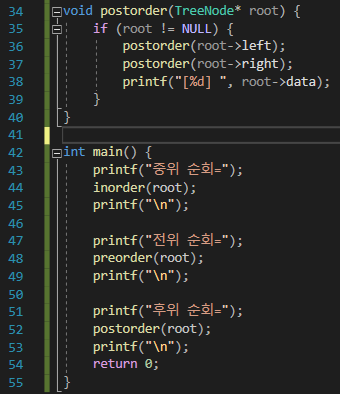 34 void postorder(TreeNode* root) {
35 if (root != NULL) {
36 postorder(root->left);
37 postorder(root->right);
38 printf("[%d] ", root->data);
39 }
40 }
41
42 int main() {
43 printf("중위 순회=");
44 inorder(root);
45 printf("\n");
46
47 printf("전위 순회=");
48 preorder(root);
49 printf("\n");
50
51 printf("후위 순회=");
52 postorder(root);
53 printf("\n");
54 return 0;
55 }